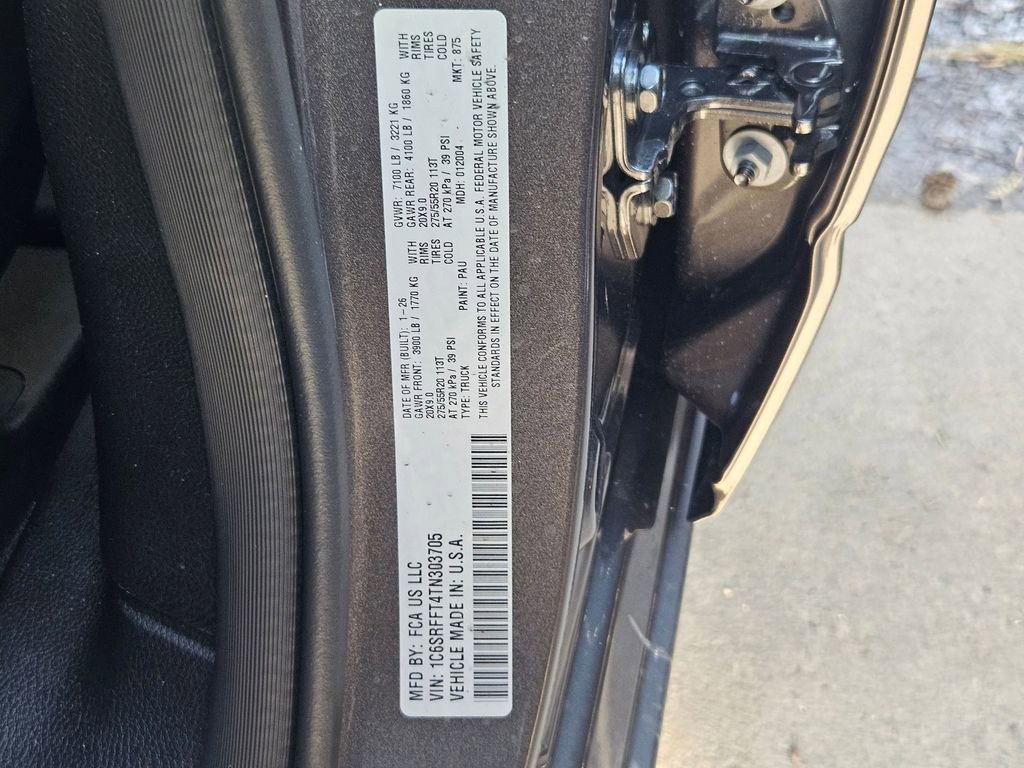 MFD BY: FCA US LLC
VIN: 1C6SRFFT4TN303705
VEHICLE MADE IN: U.S.A.
DATE OF MFR (BUILT): 1-26 GVWR: 7100 LB / 3221 KG
GAWR FRONT: 3900 LB / 1770 KG WITH GAWR REAR: 4100 LB / 1860 KG WITH
20X9.0 RIMS 20X9.0 RIMS
275/55R20 113T TIRES 275/55R20 113T TIRES
AT 270 kPa / 39 PSI COLD AT 270 kPa / 39 PSI COLD
TYPE: TRUCK PAINT: PAU MDH: 012004 MKT: 875
THIS VEHICLE CONFORMS TO ALL APPLICABLE U.S.A. FEDERAL MOTOR VEHICLE SAFETY
STANDARDS IN EFFECT ON THE DATE OF MANUFACTURE SHOWN ABOVE.